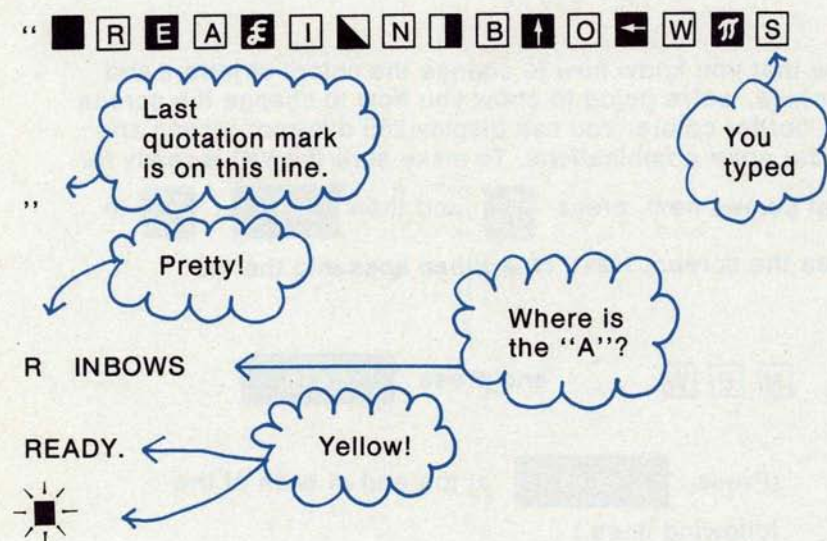 “ ■ R E A £ I ◥ N ▌ B ↑ O ← W π S
Last
quotation mark
is on this line.
You
typed
”
Pretty!
Where is
the “A”?
R INBOWS
READY.
Yellow!